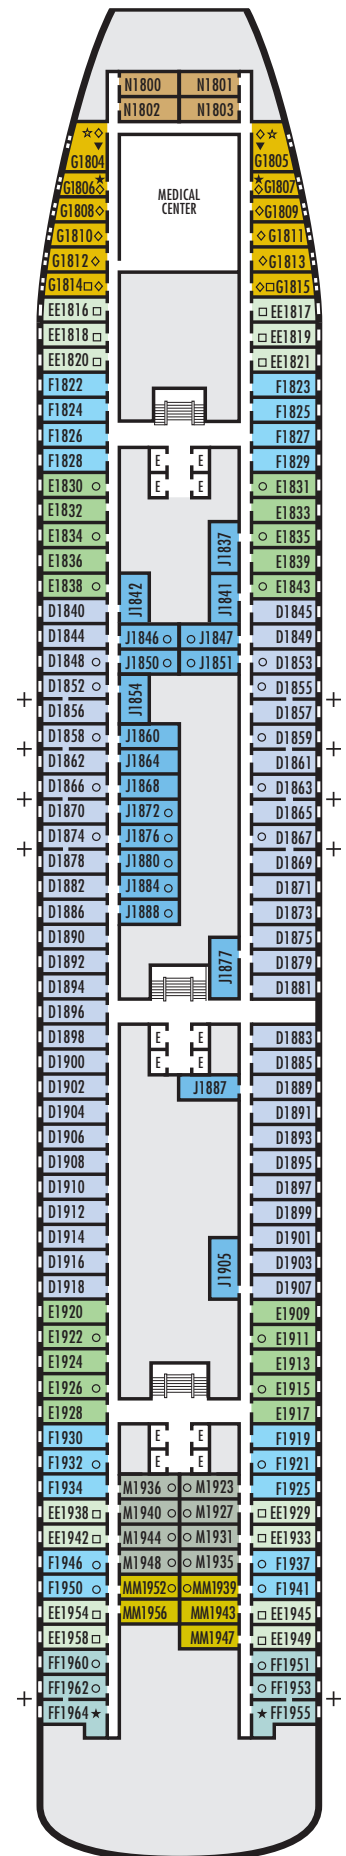 N1800 N1801
N1802 N1803
☆◇ ◇☆
▼ ▼
G1804 G1805
★ ★
G1806◇ ◇G1807
MEDICAL
CENTER
G1808◇ ◇G1809
G1810◇ ◇G1811
G1812◇ ◇G1813
G1814□◇ ◇□G1815
EE1816□ □EE1817
EE1818□ □EE1819
EE1820□ □EE1821
F1822 F1823
F1824 F1825
F1826 F1827
F1828 E E F1829
E1830○ E E ○E1831
E1832 E1833
E1834○ J1837 ○E1835
E1836 E1839
E1838○ J1842 J1841 ○E1843
D1840 D1845
D1844 J1846○ ○J1847 D1849
D1848○ J1850○ ○J1851 ○D1853
D1852○ J1854 ○D1855
D1856 D1857
D1858○ J1860 ○D1859
D1862 J1864 D1861
D1866○ J1868 ○D1863
D1870 J1872○ D1865
D1874○ J1876○ ○D1867
D1878 J1880○ D1869
D1882 J1884○ D1871
D1886 J1888○ D1873
D1890 D1875
D1892 J1877 D1879
D1894 D1881
D1896
D1898 E E D1883
D1900 E E D1885
D1902 J1887 D1889
D1904 D1891
D1906 D1893
D1908 D1895
D1910 D1897
D1912 D1899
D1914 D1901
D1916 J1905 D1903
D1918 D1907
E1920 E1909
E1922○ ○E1911
E1924 E1913
E1926○ ○E1915
E1928 E1917
F1930 E E F1919
F1932○ E E ○F1921
F1934 M1936○ ○M1923 F1925
EE1938□ M1940○ ○M1927 □EE1929
EE1942□ M1944○ ○M1931 □EE1933
F1946○ M1948○ ○M1935 ○F1937
F1950○ MM1952○ ○MM1939 ○F1941
EE1954□ MM1956 MM1943 □EE1945
EE1958□ MM1947 □EE1949
FF1960○ ○FF1951
FF1962○ ○FF1953
FF1964★ ★FF1955